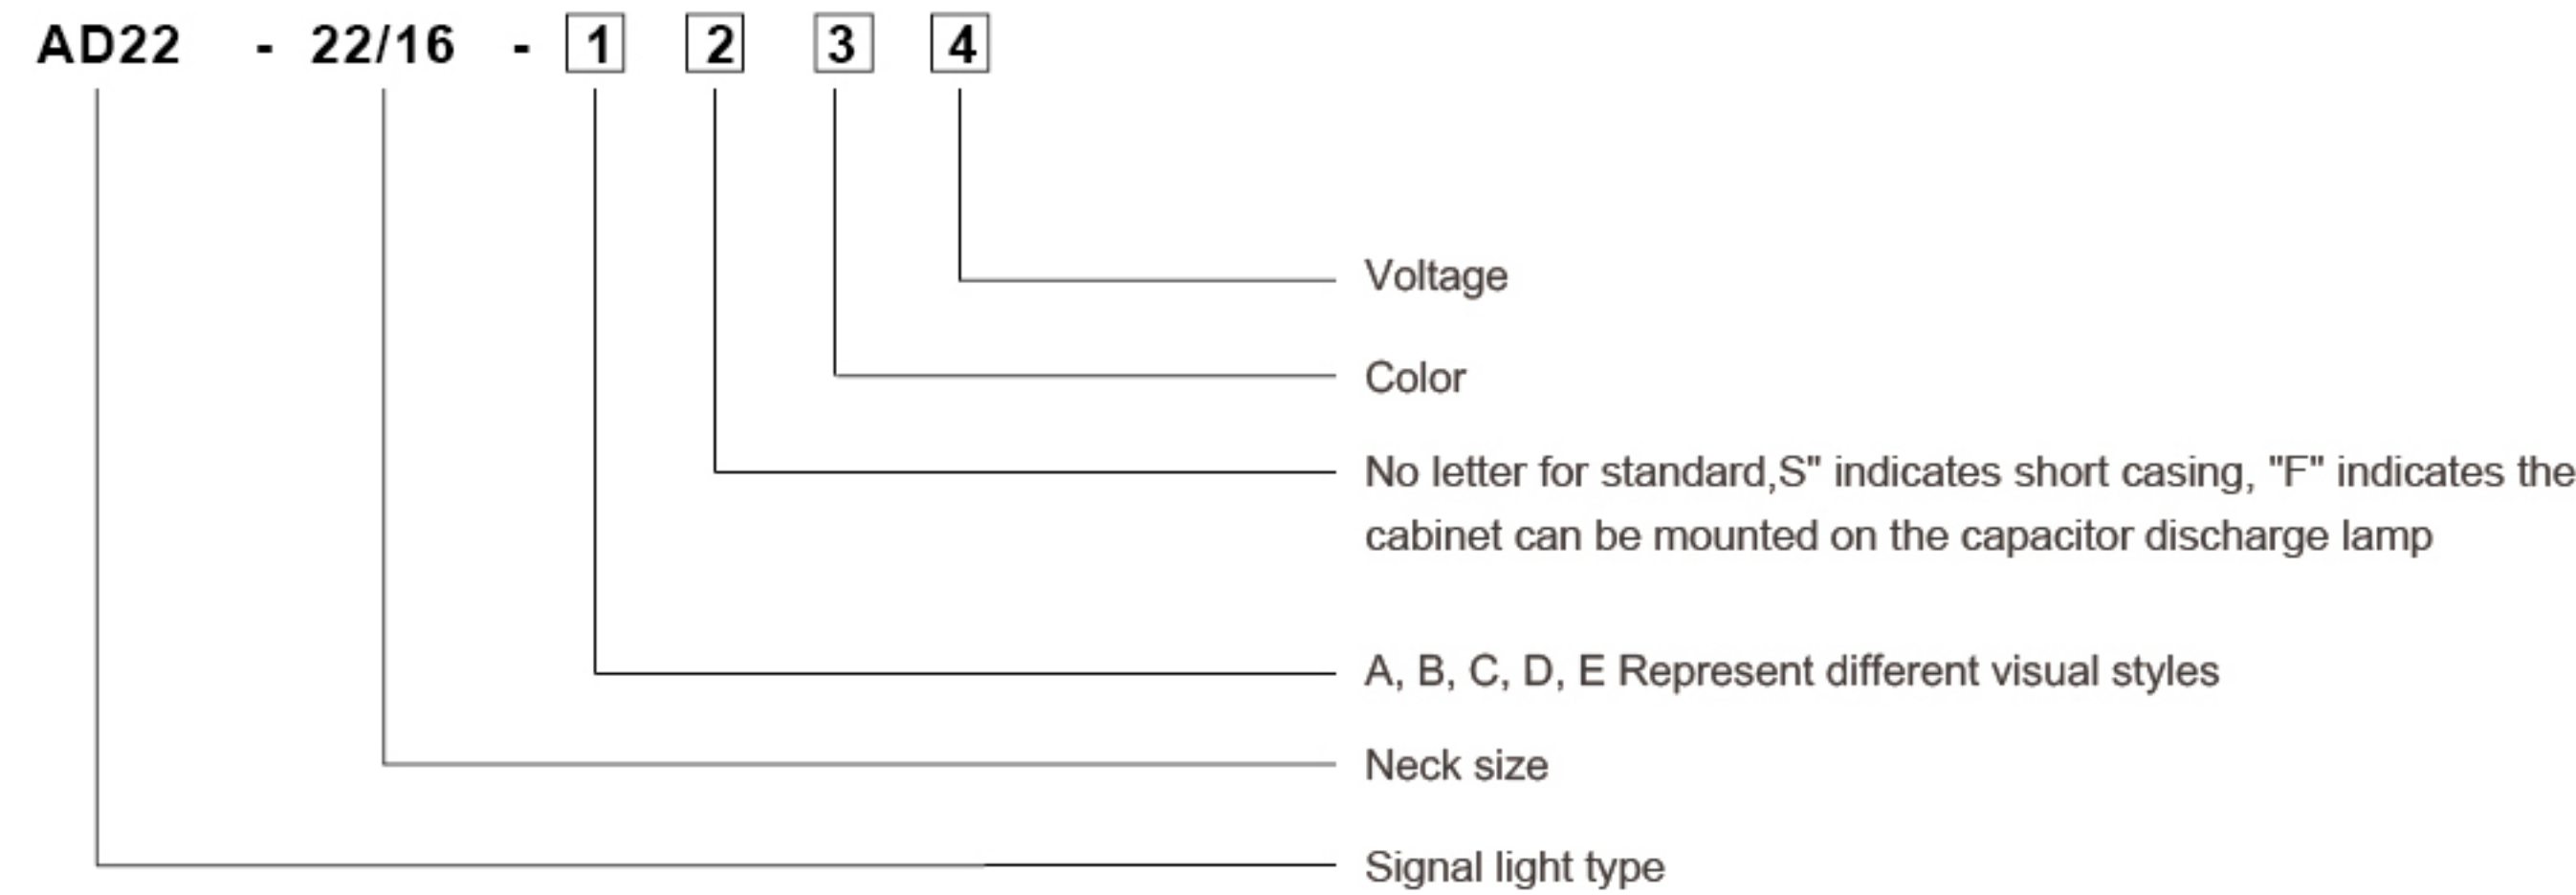 AD22 - 22/16 - 1 2 3 4
Voltage
Color
No letter for standard,S" indicates short casing, "F" indicates the
cabinet can be mounted on the capacitor discharge lamp
A, B, C, D, E Represent different visual styles
Neck size
Signal light type